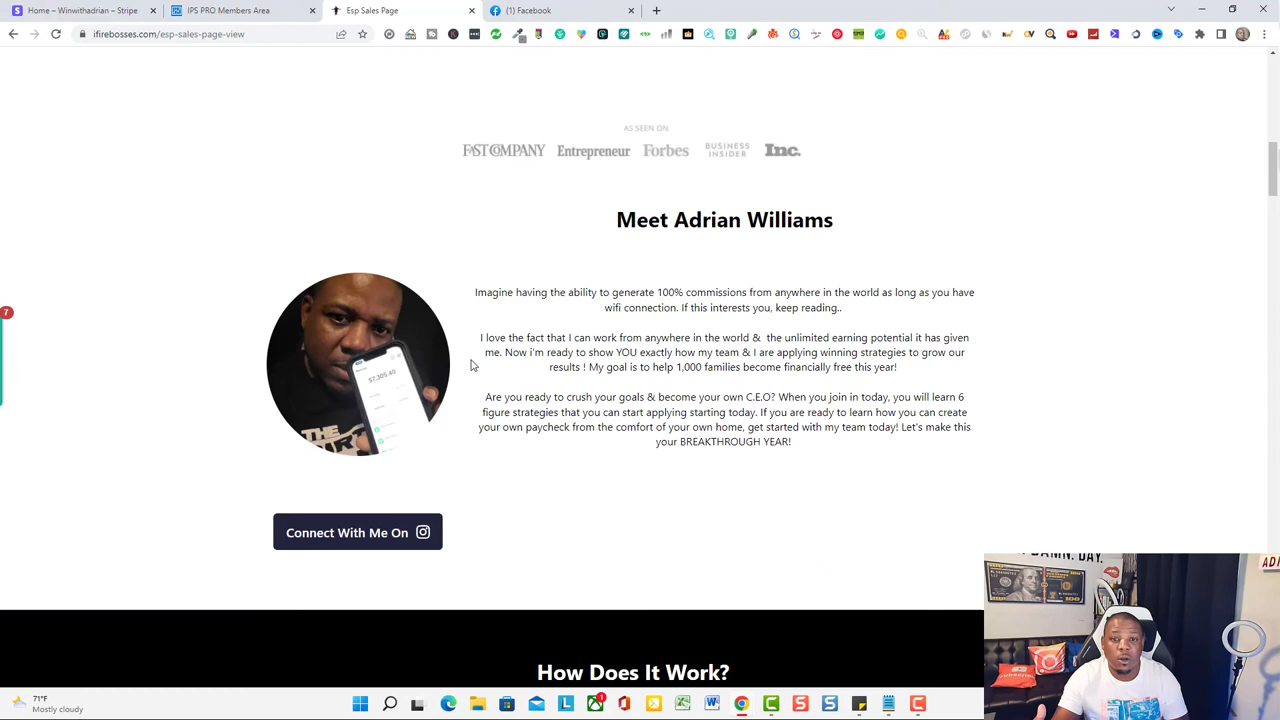 Home – Winwithadrian - Stripe
IPS PRO Members Area
Esp Sales Page
(1) Facebook
ifirebosses.com/esp-sales-page-view
AS SEEN ON
FAST COMPANY Entrepreneur Forbes BUSINESS INSIDER Inc.
Meet Adrian Williams
Imagine having the ability to generate 100% commissions from anywhere in the world as long as you have
wifi connection. If this interests you, keep reading..
I love the fact that I can work from anywhere in the world & the unlimited earning potential it has given
me. Now i'm ready to show YOU exactly how my team & I are applying winning strategies to grow our
results ! My goal is to help 1,000 families become financially free this year!
Are you ready to crush your goals & become your own C.E.O? When you join in today, you will learn 6
figure strategies that you can start applying starting today. If you are ready to learn how you can create
your own paycheck from the comfort of your own home, get started with my team today! Let's make this
your BREAKTHROUGH YEAR!
7
$7,305.40
THE
Connect With Me On
DAMN. DAY.
100
How Does It Work?
71°F
Mostly cloudy
1